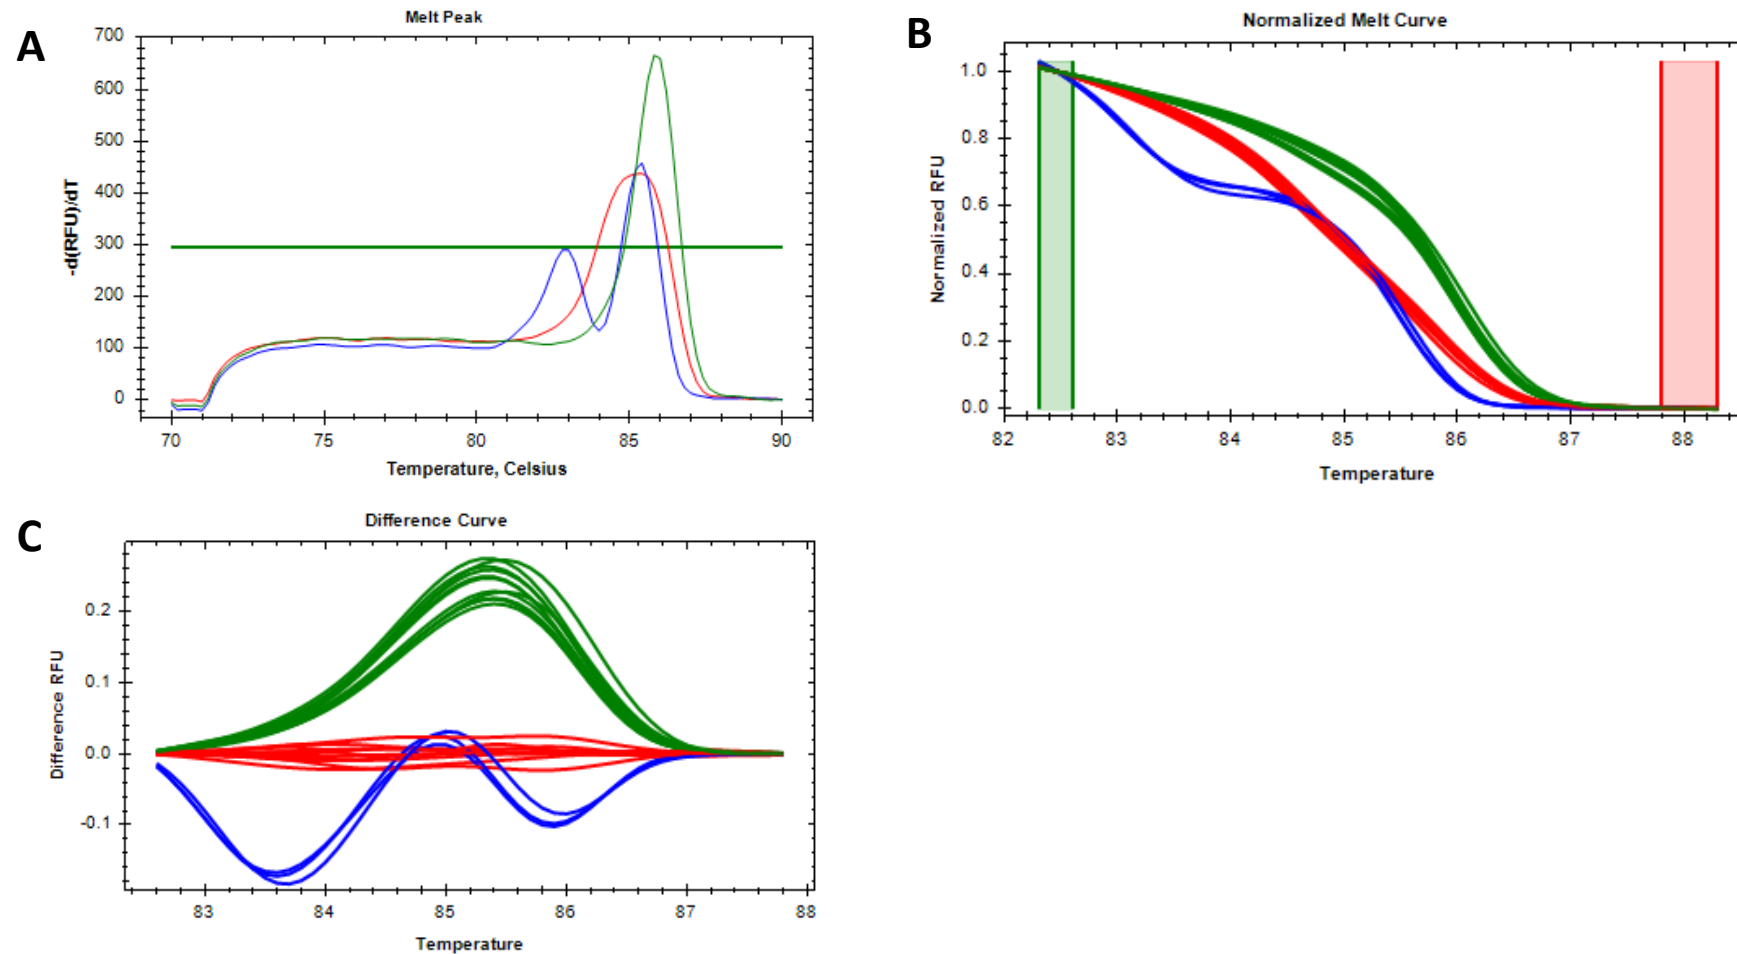 A
Melt Peak
700
600
500
400
300
200
100
0
-d(RFU)/dT
70 75 80 85 90
Temperature, Celsius
B
Normalized Melt Curve
1.0
0.8
0.6
0.4
0.2
0.0
Normalized RFU
82 83 84 85 86 87 88
Temperature
C
Difference Curve
0.2
0.1
0.0
-0.1
Difference RFU
83 84 85 86 87 88
Temperature